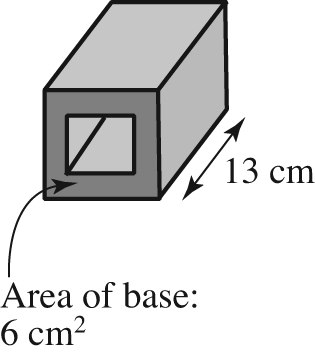 13 cm
Area of base:
6 cm²